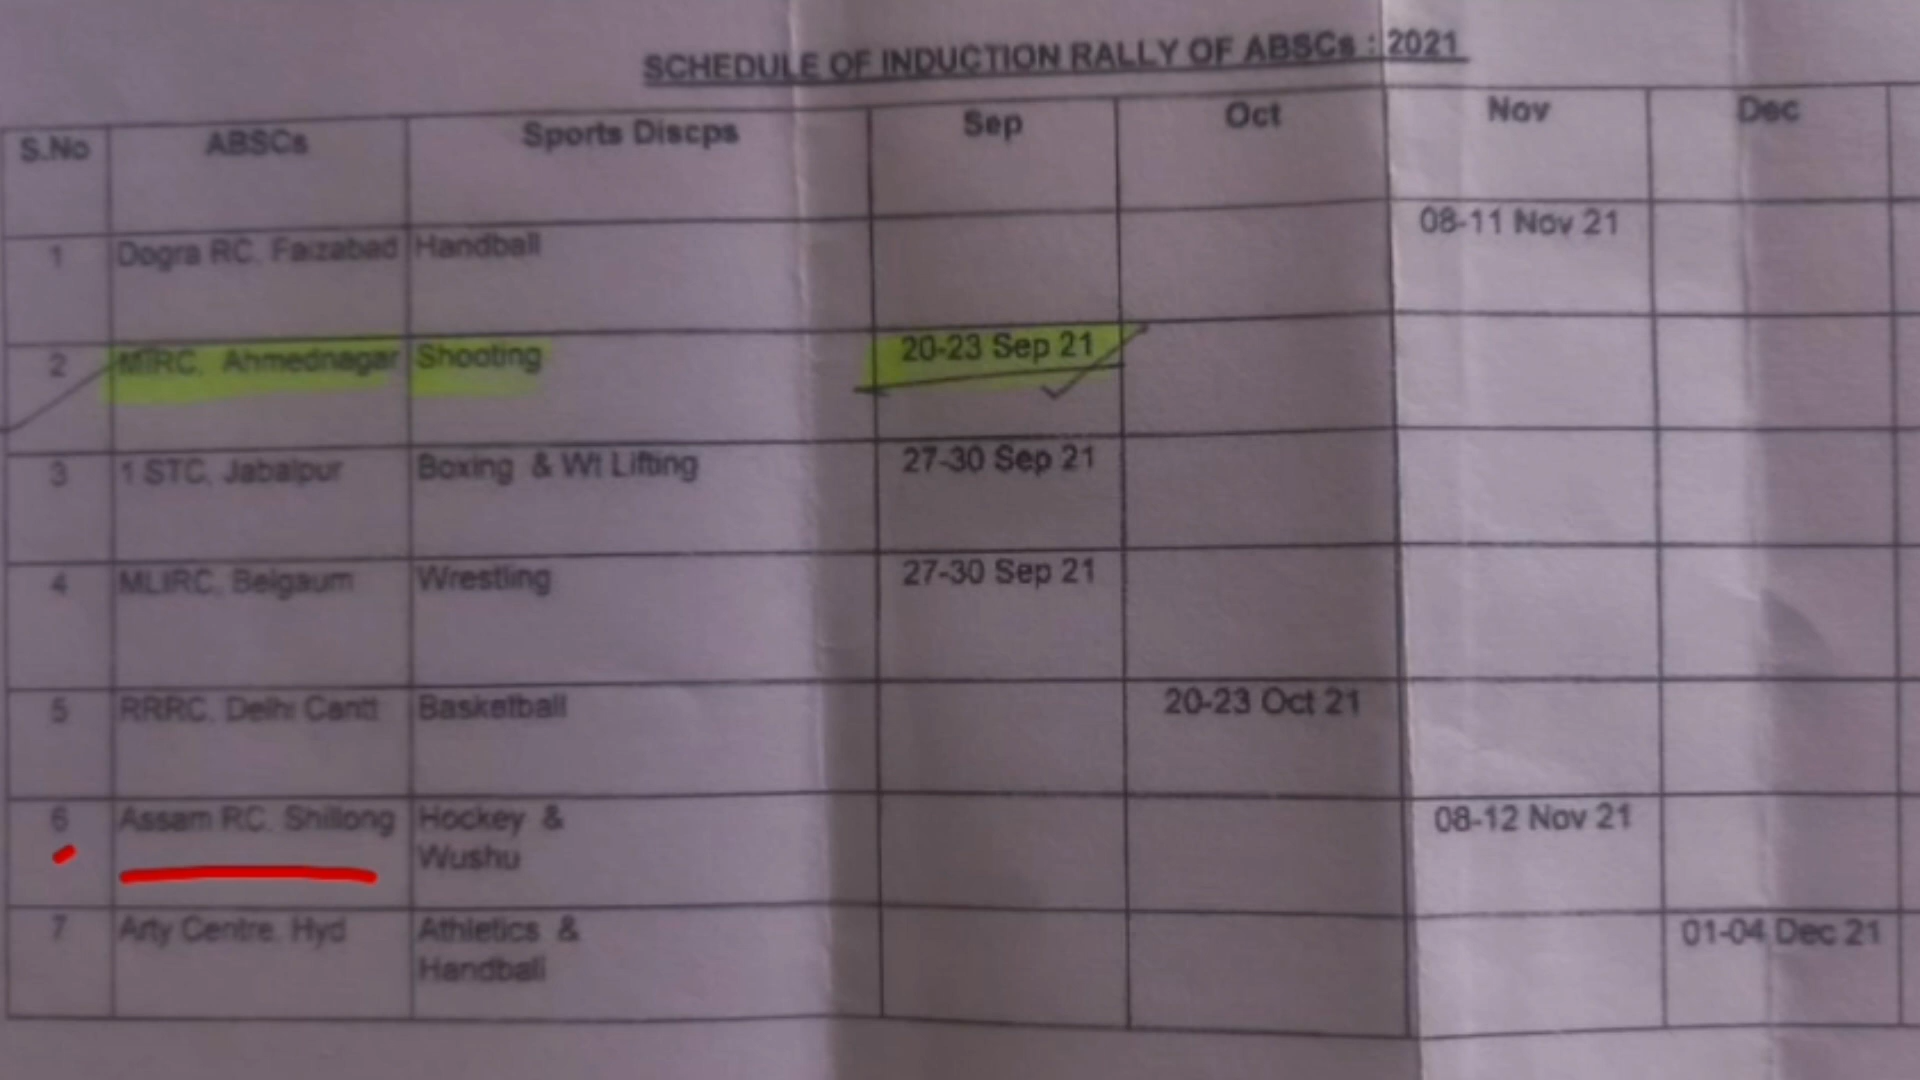 SCHEDULE OF INDUCTION RALLY OF ABSCs : 2021
S.No ABSCs Sports Discps Sep Oct Nov Dec
1 Dogra RC, Faizabad Handball 08-11 Nov 21
2 MIRC, Ahmednagar Shooting 20-23 Sep 21
3 1 STC, Jabalpur Boxing & Wt Lifting 27-30 Sep 21
4 MLIRC, Belgaum Wrestling 27-30 Sep 21
5 RRRC, Delhi Cantt Basketball 20-23 Oct 21
6 Assam RC, Shillong Hockey & 08-12 Nov 21
Wushu
7 Arty Centre, Hyd Athletics & 01-04 Dec 21
Handball